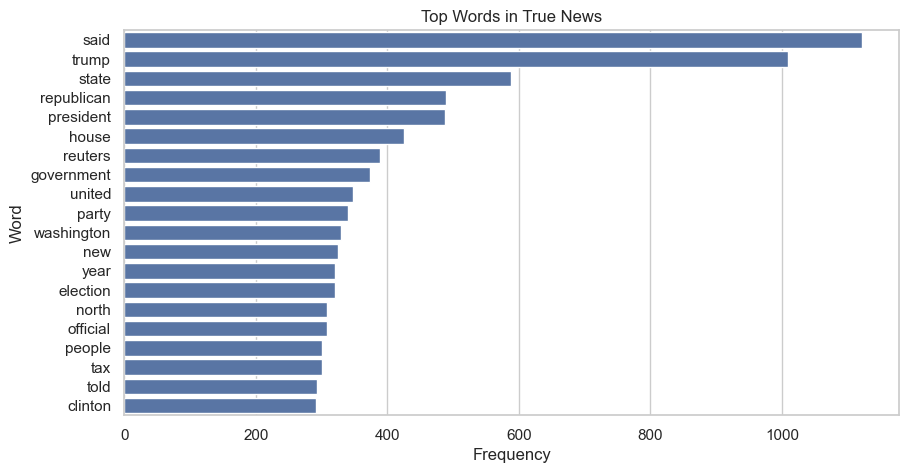 Top Words in True News
said
trump
state
republican
president
house
reuters
government
united
party
washington
new
year
election
north
official
people
tax
told
clinton
Word
0 200 400 600 800 1000
Frequency